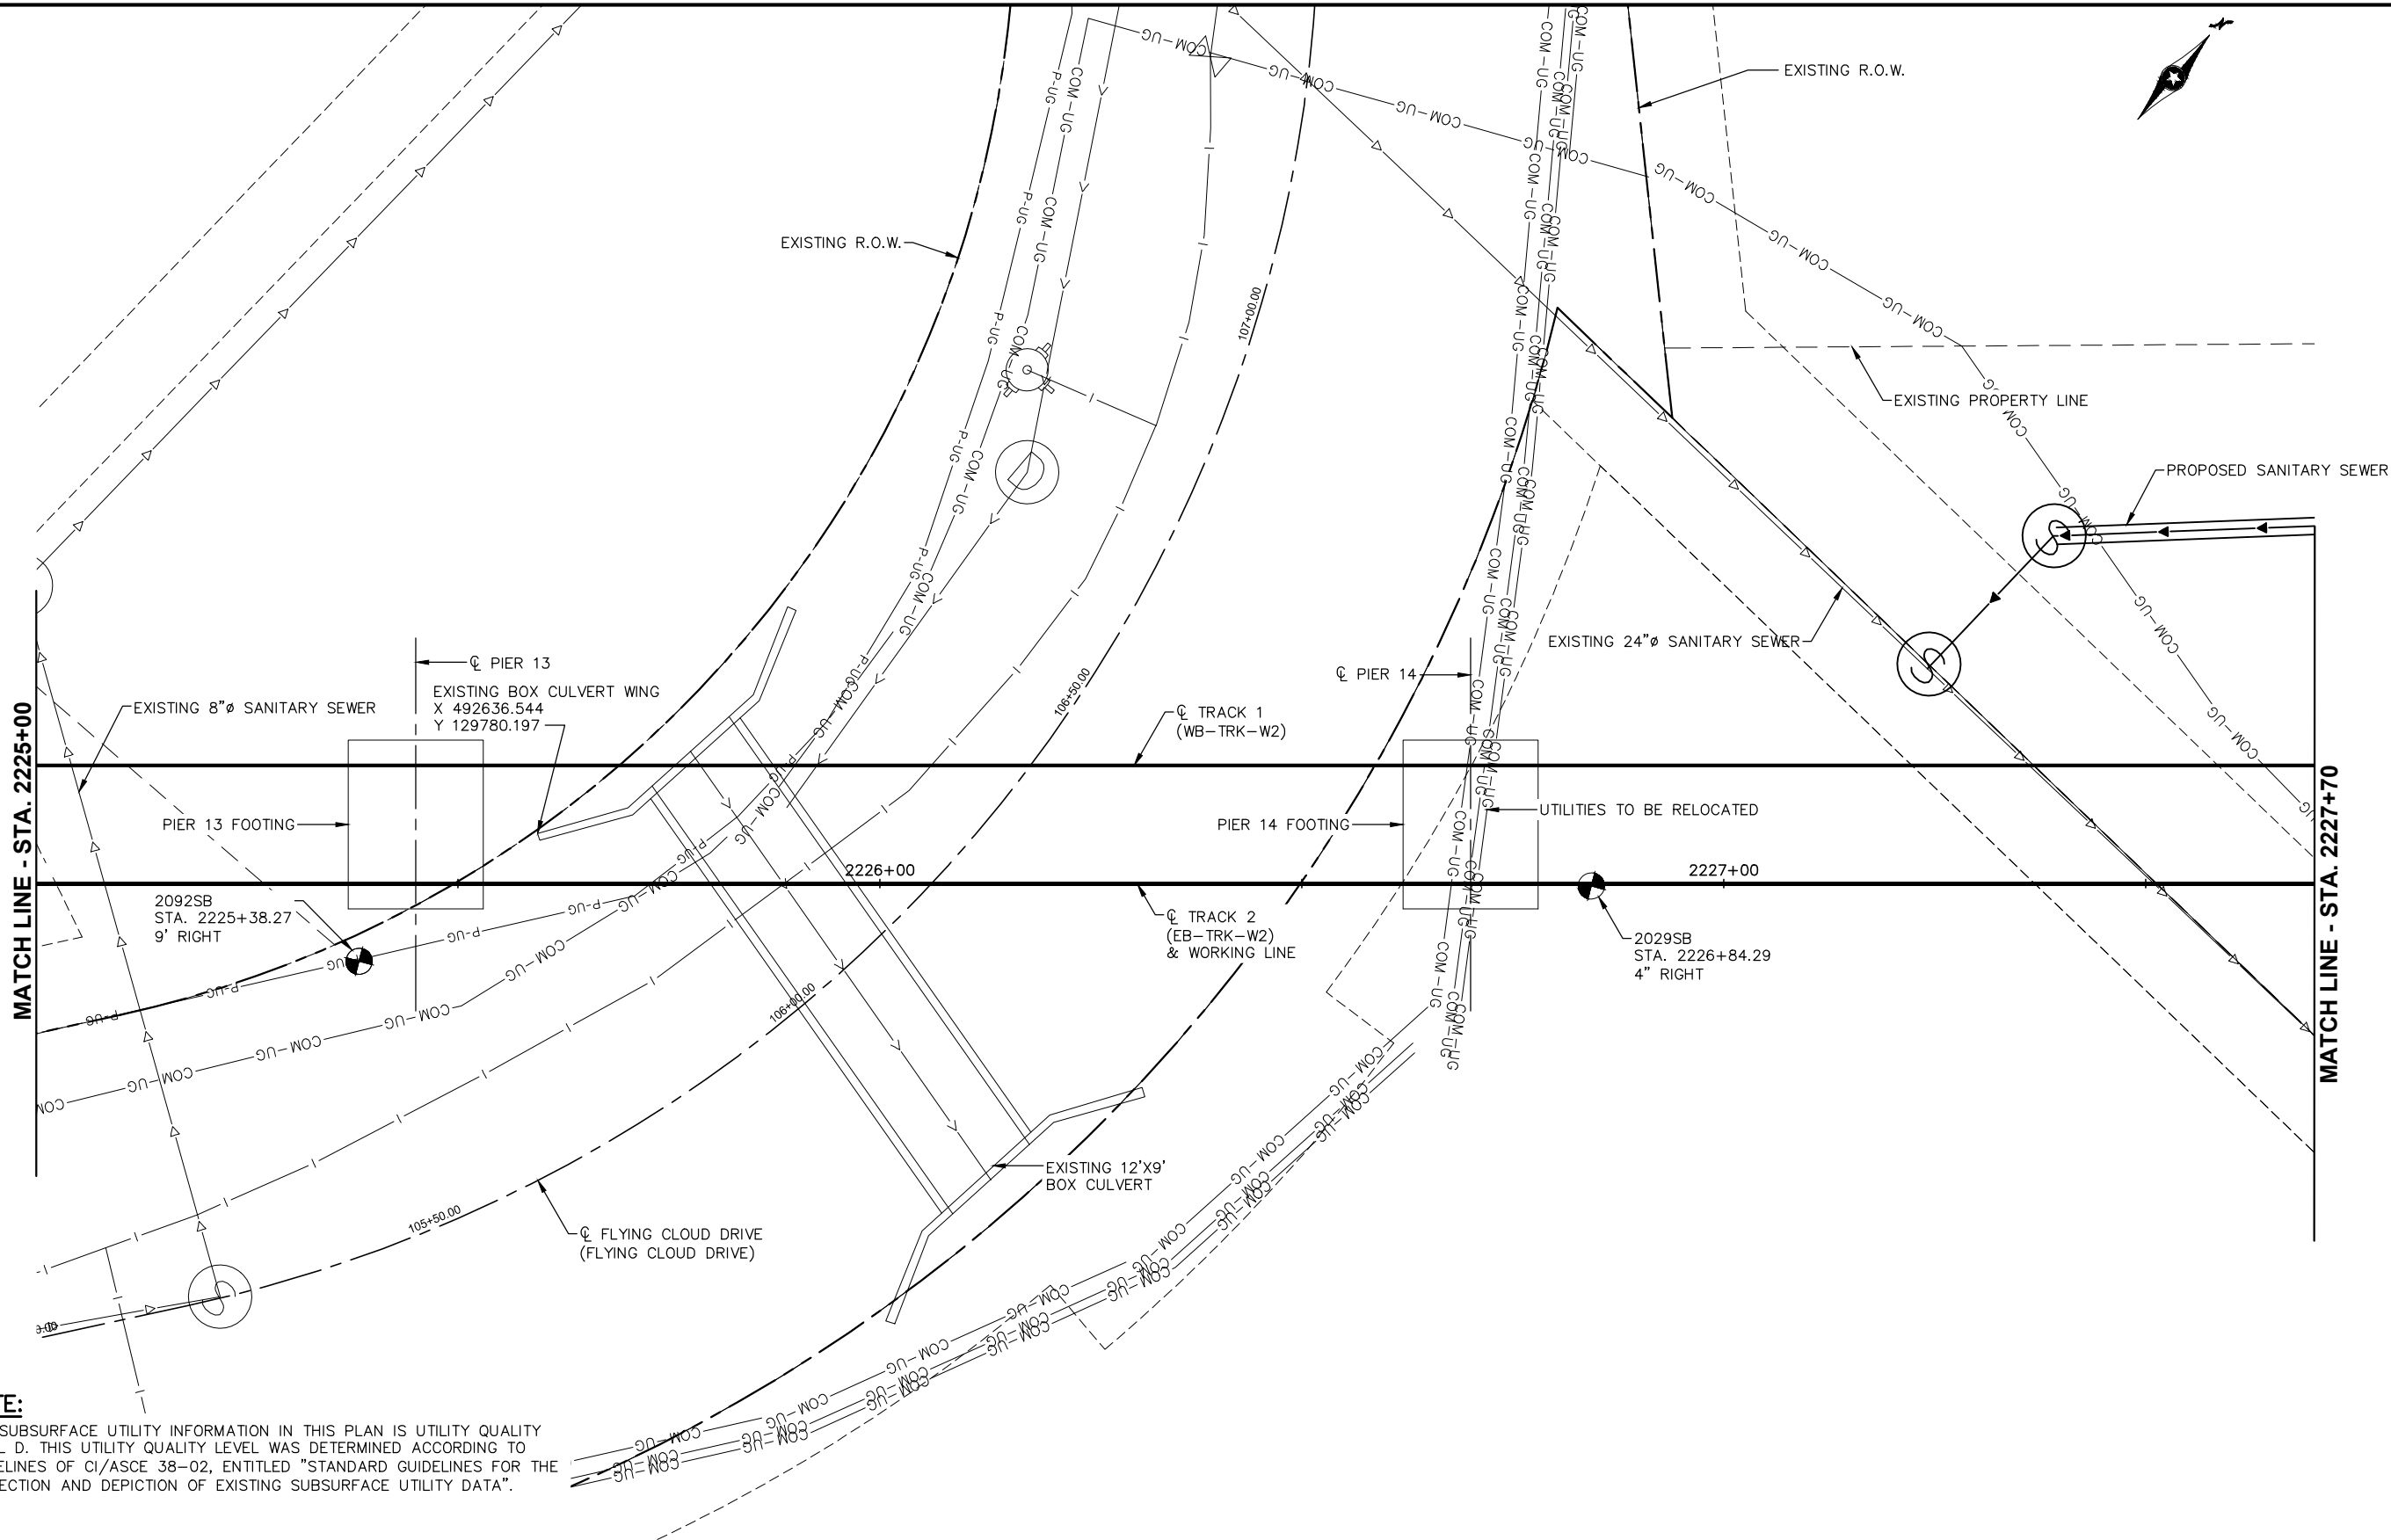 N
EXISTING R.O.W.
EXISTING R.O.W.
107+00.00
EXISTING PROPERTY LINE
PROPOSED SANITARY SEWER
EXISTING 24"ø SANITARY SEWER
℄ PIER 13
℄ PIER 14
EXISTING BOX CULVERT WING
X 492636.544
Y 129780.197
106+50.00
EXISTING 8"ø SANITARY SEWER
℄ TRACK 1
(WB-TRK-W2)
MATCH LINE - STA. 2225+00
MATCH LINE - STA. 2227+70
PIER 13 FOOTING
PIER 14 FOOTING
UTILITIES TO BE RELOCATED
2226+00
2227+00
2092SB
STA. 2225+38.27
9' RIGHT
℄ TRACK 2
(EB-TRK-W2)
& WORKING LINE
2029SB
STA. 2226+84.29
4" RIGHT
106+00.00
P-UG
COM-UG
EXISTING 12'X9'
BOX CULVERT
105+50.00
℄ FLYING CLOUD DRIVE
(FLYING CLOUD DRIVE)
TE:
SUBSURFACE UTILITY INFORMATION IN THIS PLAN IS UTILITY QUALITY
L D. THIS UTILITY QUALITY LEVEL WAS DETERMINED ACCORDING TO
ELINES OF CI/ASCE 38-02, ENTITLED "STANDARD GUIDELINES FOR THE
ECTION AND DEPICTION OF EXISTING SUBSURFACE UTILITY DATA".